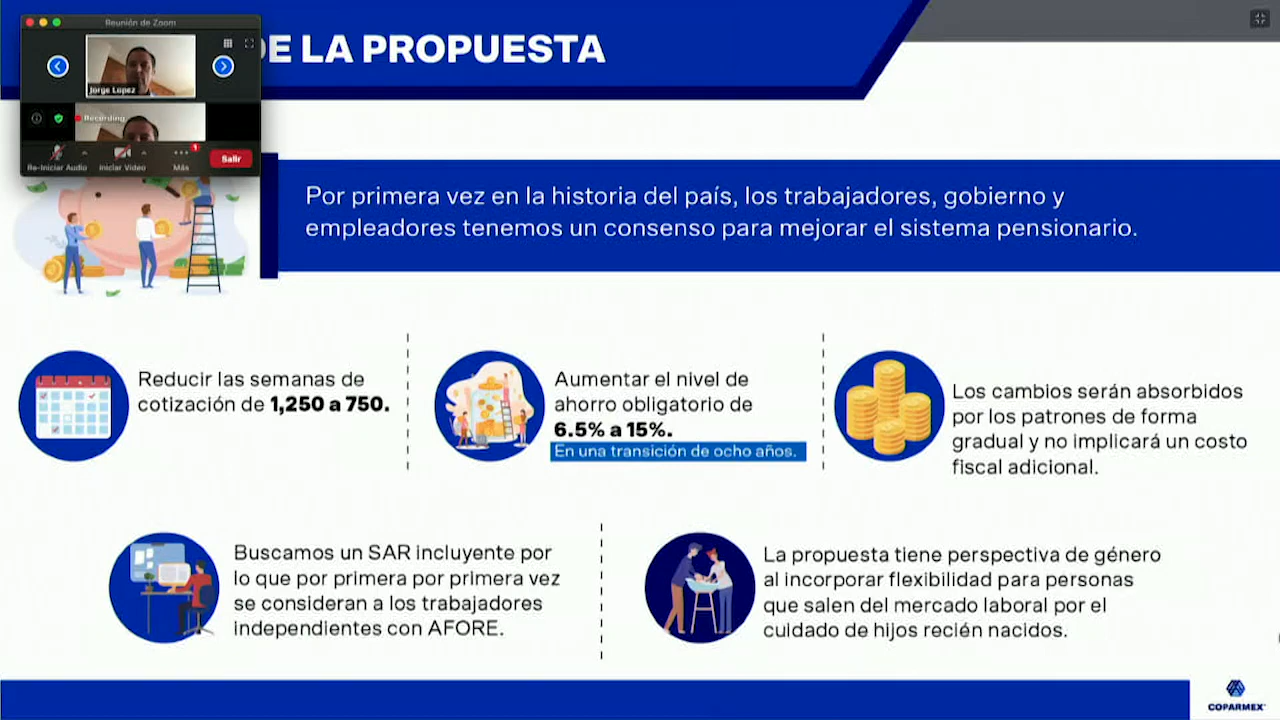 Reunión de Zoom
DE LA PROPUESTA
Jorge Lopez
Recording
Re-Iniciar Audio
Iniciar Video
Más
1
Salir
Por primera vez en la historia del país, los trabajadores, gobierno y
empleadores tenemos un consenso para mejorar el sistema pensionario.
Reducir las semanas de
cotización de 1,250 a 750.
Aumentar el nivel de
ahorro obligatorio de
6.5% a 15%.
En una transición de ocho años.
Los cambios serán absorbidos
por los patrones de forma
gradual y no implicará un costo
fiscal adicional.
Buscamos un SAR incluyente por
lo que por primera por primera vez
se consideran a los trabajadores
independientes con AFORE.
La propuesta tiene perspectiva de género
al incorporar flexibilidad para personas
que salen del mercado laboral por el
cuidado de hijos recién nacidos.
COPARMEX